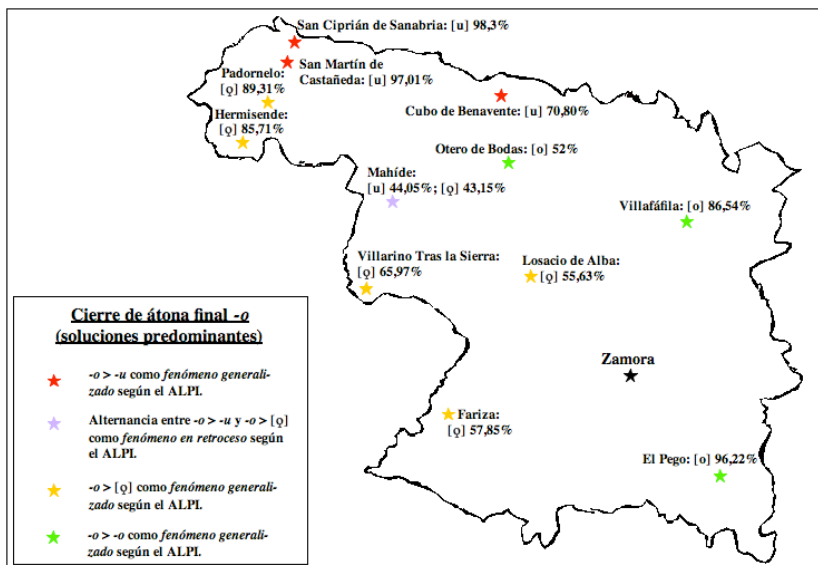 San Ciprián de Sanabria: [u] 98,3%
San Martín de
Castañeda: [u] 97,01%
Padornelo:
[ǫ] 89,31%
Hermisende:
[ǫ] 85,71%
Cubo de Benavente: [u] 70,80%
Otero de Bodas: [o] 52%
Mahíde:
[u] 44,05%; [ǫ] 43,15%
Villafáfila: [o] 86,54%
Villarino Tras la Sierra:
[ǫ] 65,97%
Losacio de Alba:
[ǫ] 55,63%
Zamora
Fariza:
[ǫ] 57,85%
El Pego: [o] 96,22%
Cierre de átona final -o
(soluciones predominantes)
-o > -u como fenómeno generali-
zado según el ALPI.
Alternancia entre -o > -u y -o > [ǫ]
como fenómeno en retroceso según
el ALPI.
-o > [ǫ] como fenómeno generali-
zado según el ALPI.
-o > -o como fenómeno generali-
zado según el ALPI.